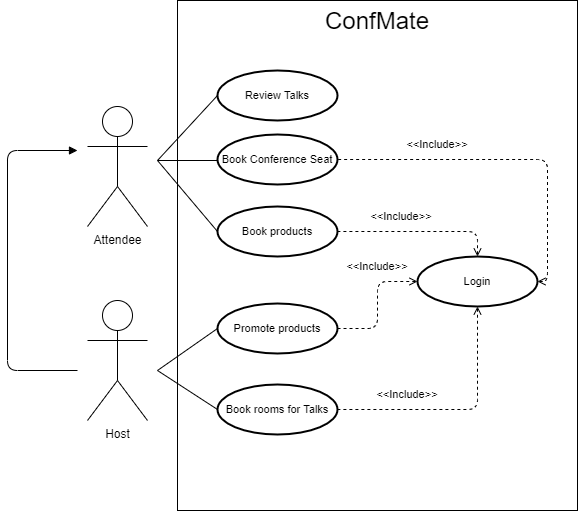 ConfMate
Review Talks
Book Conference Seat
<<Include>>
Book products
<<Include>>
Attendee
<<Include>>
Login
Promote products
Book rooms for Talks
<<Include>>
Host